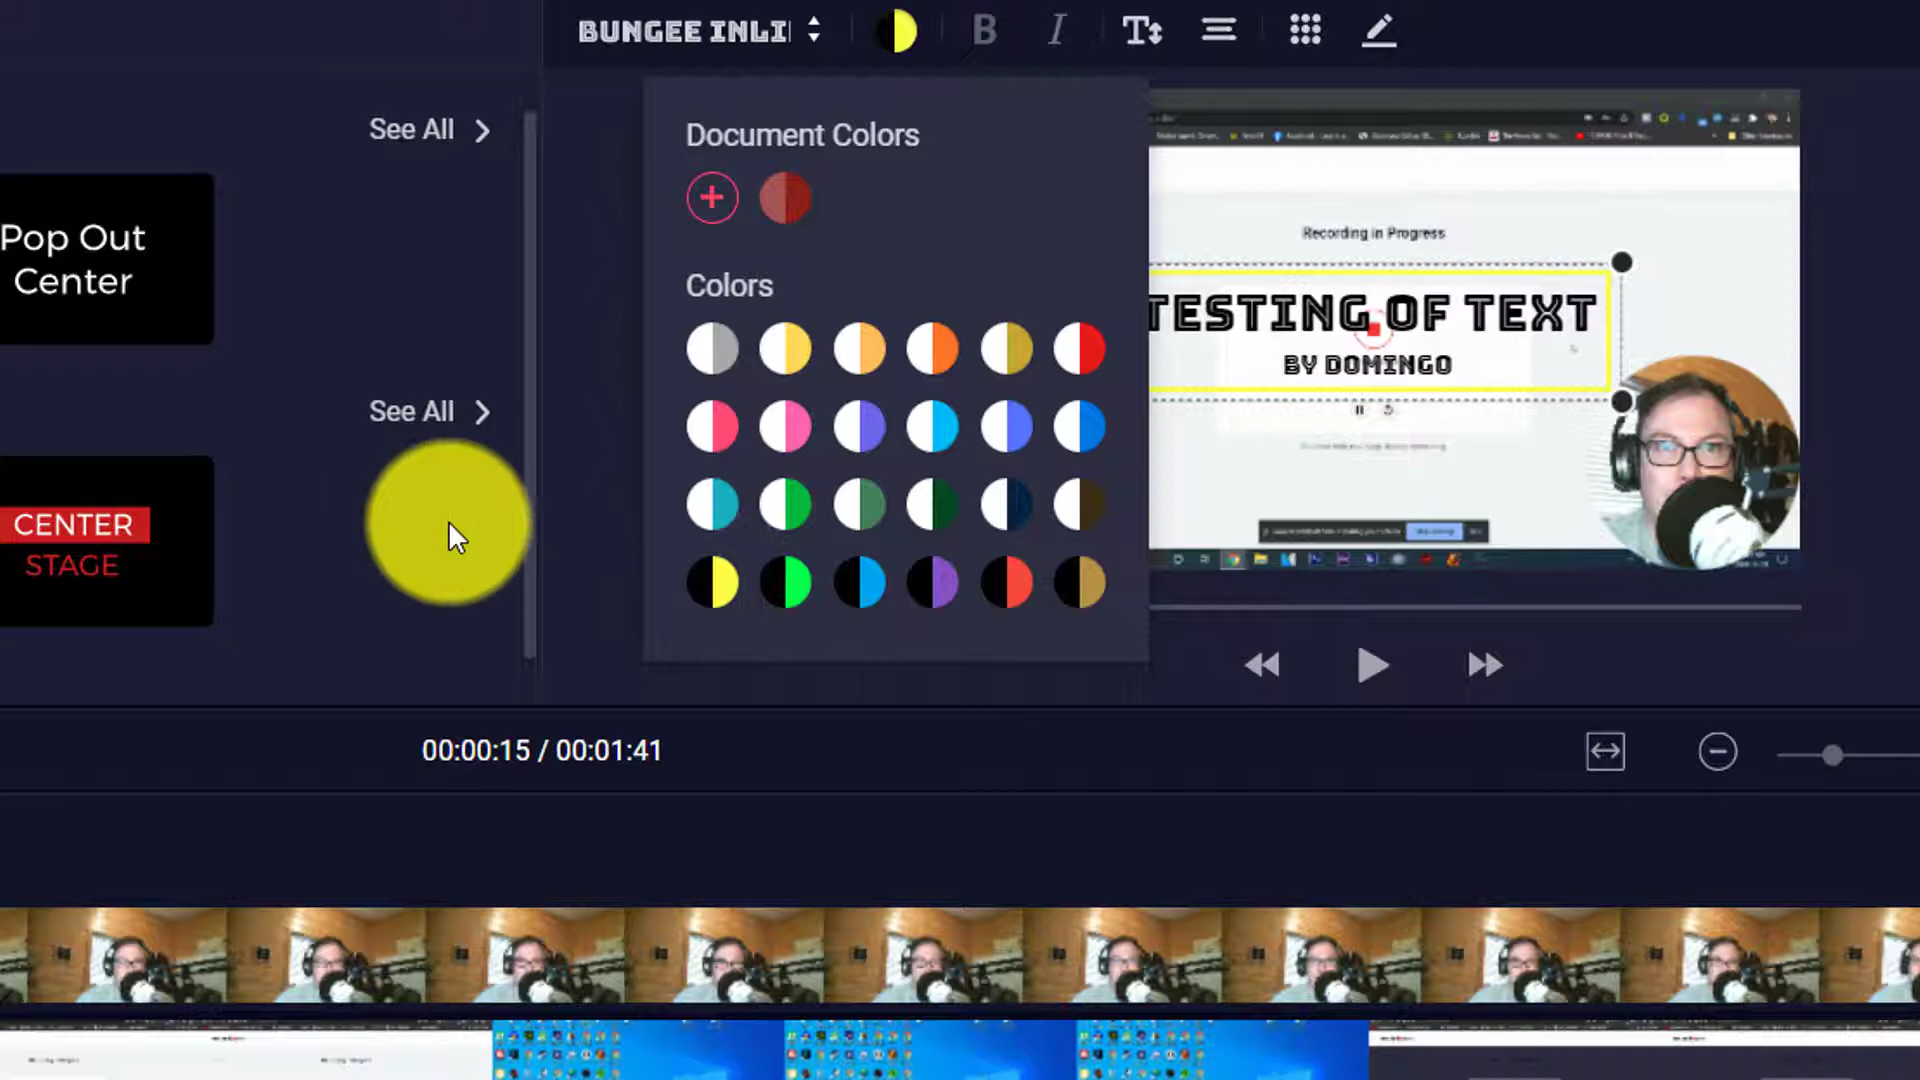 BUNGEE INLI
B I
See All
Document Colors
Pop Out
Center
Colors
Recording in Progress
TESTING OF TEXT
BY DOMINGO
See All
CENTER
STAGE
00:00:15 / 00:01:41